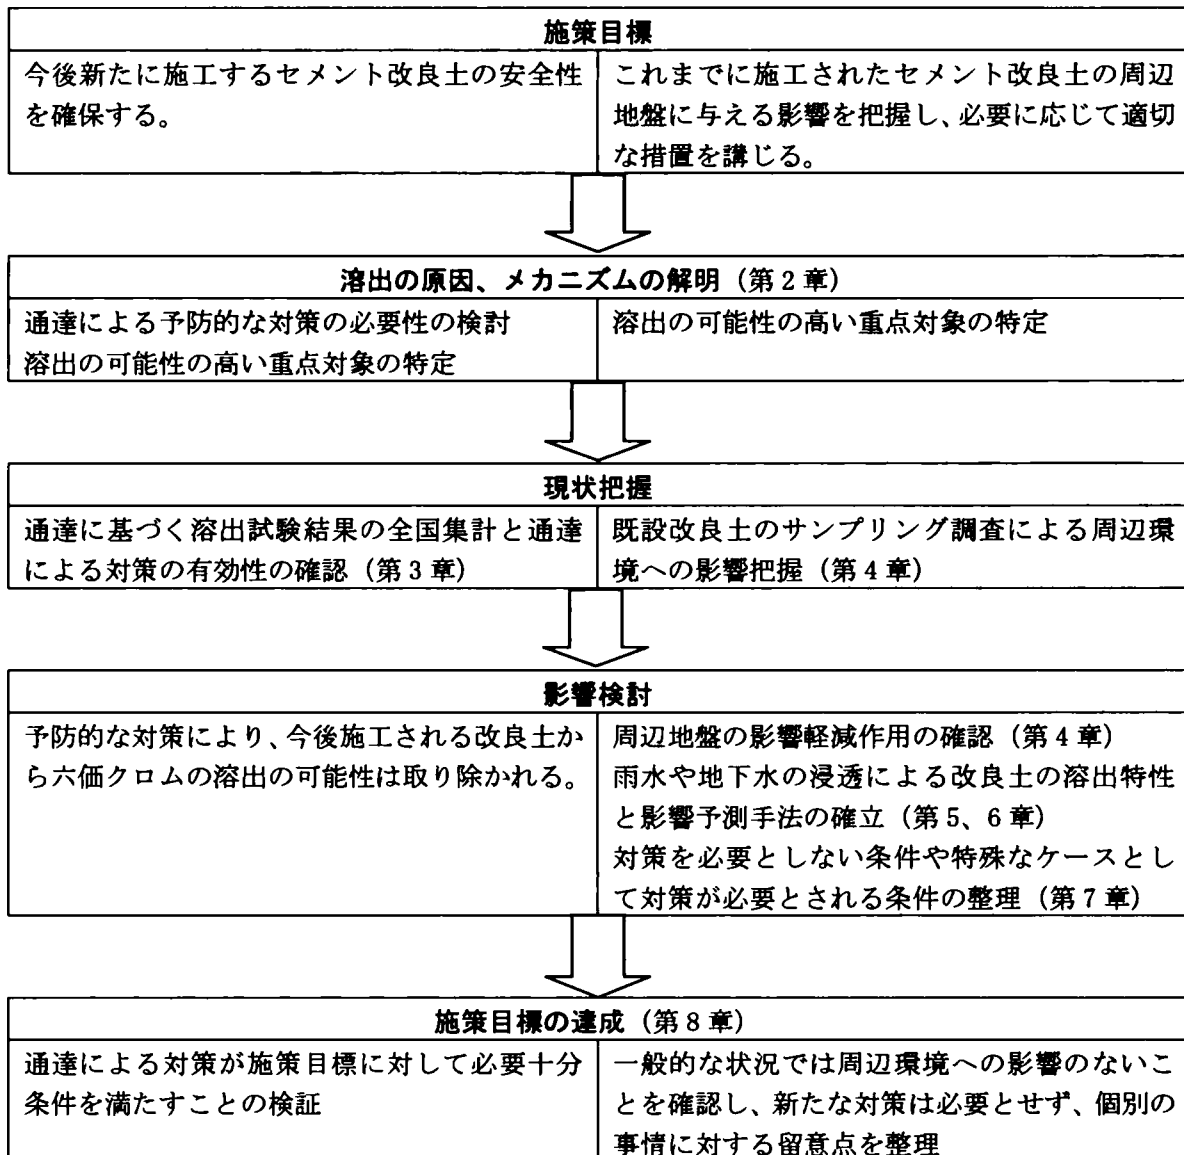 施策目標
今後新たに施工するセメント改良土の安全性
を確保する。
これまでに施工されたセメント改良土の周辺
地盤に与える影響を把握し、必要に応じて適切
な措置を講じる。
溶出の原因、メカニズムの解明（第２章）
通達による予防的な対策の必要性の検討
溶出の可能性の高い重点対象の特定
溶出の可能性の高い重点対象の特定
現状把握
通達に基づく溶出試験結果の全国集計と通達
による対策の有効性の確認（第３章）
既設改良土のサンプリング調査による周辺環
境への影響把握（第４章）
影響検討
予防的な対策により、今後施工される改良土か
ら六価クロムの溶出の可能性は取り除かれる。
周辺地盤の影響軽減作用の確認（第４章）
雨水や地下水の浸透による改良土の溶出特性
と影響予測手法の確立（第５、６章）
対策を必要としない条件や特殊なケースとし
て対策が必要とされる条件の整理（第７章）
施策目標の達成（第８章）
通達による対策が施策目標に対して必要十分
条件を満たすことの検証
一般的な状況では周辺環境への影響のないこ
とを確認し、新たな対策は必要とせず、個別の
事情に対する留意点を整理